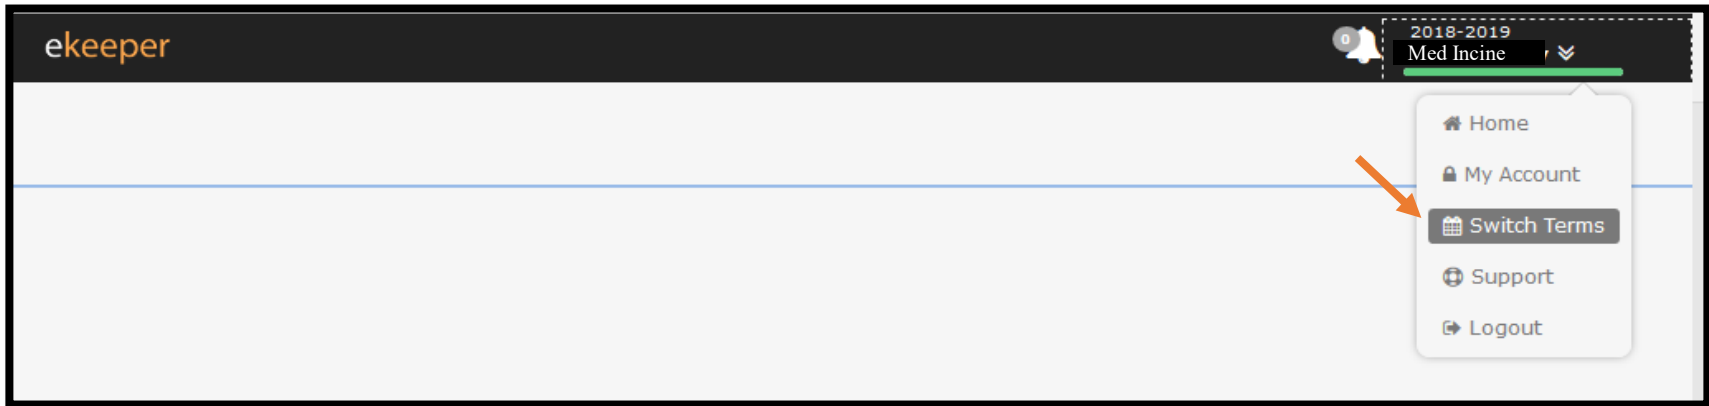 ekeeper
0
2018-2019
Med Incine
Home
My Account
Switch Terms
Support
Logout